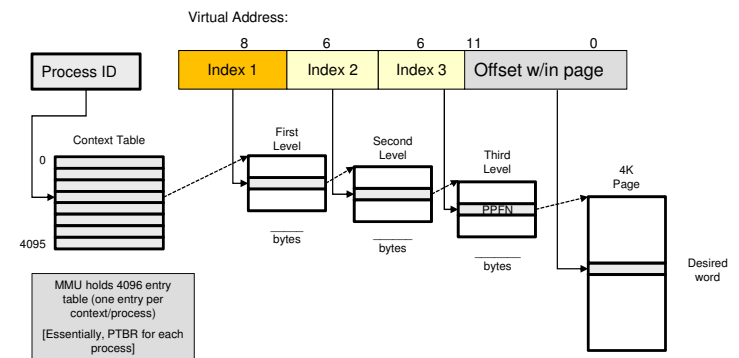 Virtual Address:
8 6 6 11 0
Process ID
Index 1 Index 2 Index 3 Offset w/in page
Context Table
0
4095
First
Level
bytes
Second
Level
bytes
Third
Level
PPFN
bytes
4K
Page
Desired
word
MMU holds 4096 entry
table (one entry per
context/process)
[Essentially, PTBR for each
process]